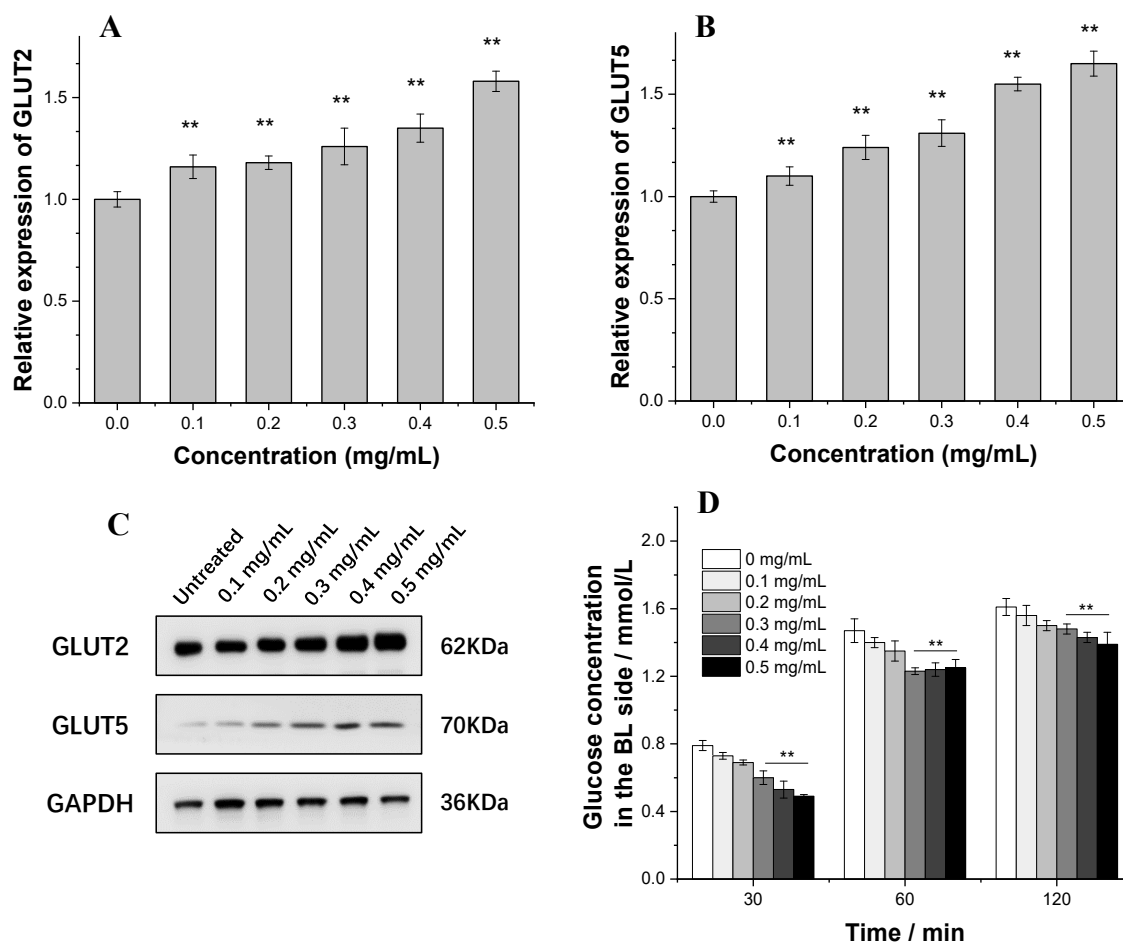 A
Relative expression of GLUT2
1.5
1.0
0.5
0.0
**
**
**
**
**
0.0 0.1 0.2 0.3 0.4 0.5
Concentration (mg/mL)
B
Relative expression of GLUT5
1.5
1.0
0.5
0.0
**
**
**
**
**
0.0 0.1 0.2 0.3 0.4 0.5
Concentration (mg/mL)
C
Untreated
0.1 mg/mL
0.2 mg/mL
0.3 mg/mL
0.4 mg/mL
0.5 mg/mL
GLUT2 62KDa
GLUT5 70KDa
GAPDH 36KDa
D
Glucose concentration
in the BL side / mmol/L
2.0
1.6
1.2
0.8
0.4
0.0
0 mg/mL
0.1 mg/mL
0.2 mg/mL
0.3 mg/mL
0.4 mg/mL
0.5 mg/mL
**
**
**
30 60 120
Time / min